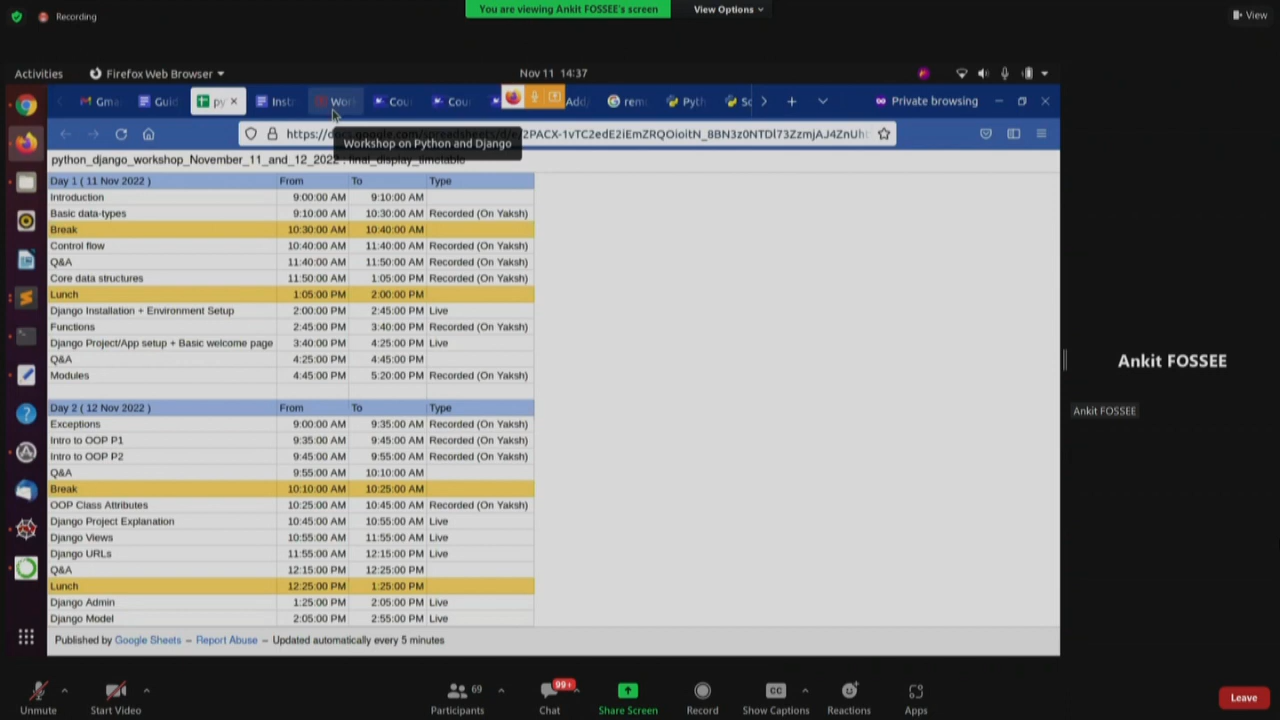 Recording
You are viewing Ankit FOSSEE's screen
View Options
View
Activities
Firefox Web Browser
Nov 11 14:37
Gma
Guid
py
Instr
Wor
Cou
Cour
Add,
rem
Pyth
Sc
Private browsing
Workshop on Python and Django
python_django_workshop_November_11_and_12_2022 : final_display_timetable
Day 1 ( 11 Nov 2022 ) From To Type
Introduction 9:00:00 AM 9:10:00 AM
Basic data-types 9:10:00 AM 10:30:00 AM Recorded (On Yaksh)
Break 10:30:00 AM 10:40:00 AM
Control flow 10:40:00 AM 11:40:00 AM Recorded (On Yaksh)
Q&A 11:40:00 AM 11:50:00 AM Recorded (On Yaksh)
Core data structures 11:50:00 AM 1:05:00 PM Recorded (On Yaksh)
Lunch 1:05:00 PM 2:00:00 PM
Django Installation + Environment Setup 2:00:00 PM 2:45:00 PM Live
Functions 2:45:00 PM 3:40:00 PM Recorded (On Yaksh)
Django Project/App setup + Basic welcome page 3:40:00 PM 4:25:00 PM Live
Q&A 4:25:00 PM 4:45:00 PM
Modules 4:45:00 PM 5:20:00 PM Recorded (On Yaksh)
Day 2 ( 12 Nov 2022 ) From To Type
Exceptions 9:00:00 AM 9:35:00 AM Recorded (On Yaksh)
Intro to OOP P1 9:35:00 AM 9:45:00 AM Recorded (On Yaksh)
Intro to OOP P2 9:45:00 AM 9:55:00 AM Recorded (On Yaksh)
Q&A 9:55:00 AM 10:10:00 AM
Break 10:10:00 AM 10:25:00 AM
OOP Class Attributes 10:25:00 AM 10:45:00 AM Recorded (On Yaksh)
Django Project Explanation 10:45:00 AM 10:55:00 AM Live
Django Views 10:55:00 AM 11:55:00 AM Live
Django URLs 11:55:00 AM 12:15:00 PM Live
Q&A 12:15:00 PM 12:25:00 PM
Lunch 12:25:00 PM 1:25:00 PM
Django Admin 1:25:00 PM 2:05:00 PM Live
Django Model 2:05:00 PM 2:55:00 PM Live
Published by Google Sheets – Report Abuse – Updated automatically every 5 minutes
Ankit FOSSEE
Ankit FOSSEE
69
99+
CC
Unmute
Start Video
Participants
Chat
Share Screen
Record
Show Captions
Reactions
Apps
Leave